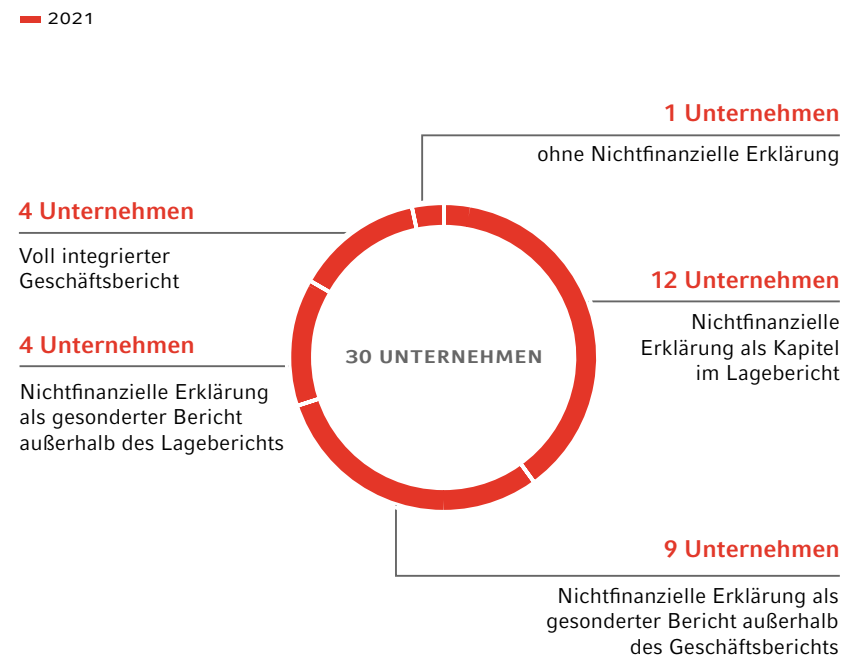 2021
1 Unternehmen
ohne Nichtfinanzielle Erklärung
4 Unternehmen
Voll integrierter
Geschäftsbericht
12 Unternehmen
Nichtfinanzielle
Erklärung als Kapitel
im Lagebericht
4 Unternehmen
Nichtfinanzielle Erklärung
als gesonderter Bericht
außerhalb des Lageberichts
30 UNTERNEHMEN
9 Unternehmen
Nichtfinanzielle Erklärung als
gesonderter Bericht außerhalb
des Geschäftsberichts